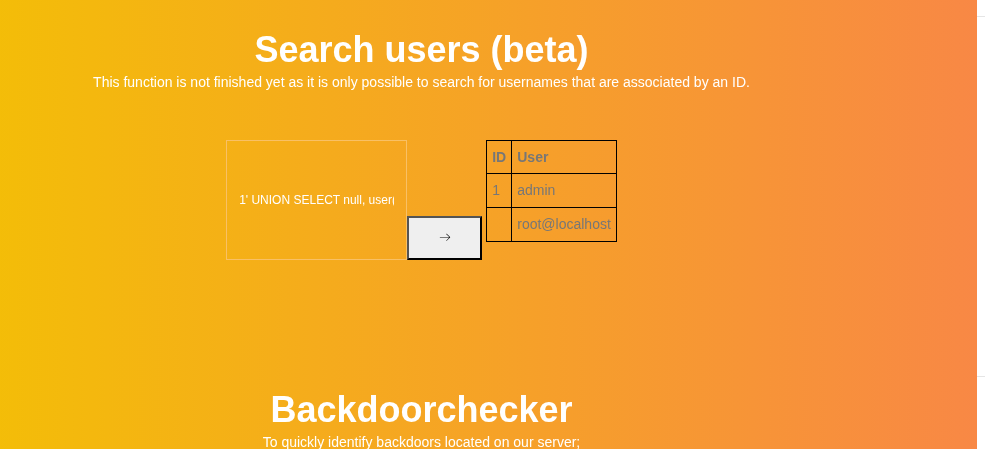 Search users (beta)
This function is not finished yet as it is only possible to search for usernames that are associated by an ID.
1' UNION SELECT null, user(
ID User
1 admin
root@localhost
Backdoorchecker
To quickly identify backdoors located on our server;